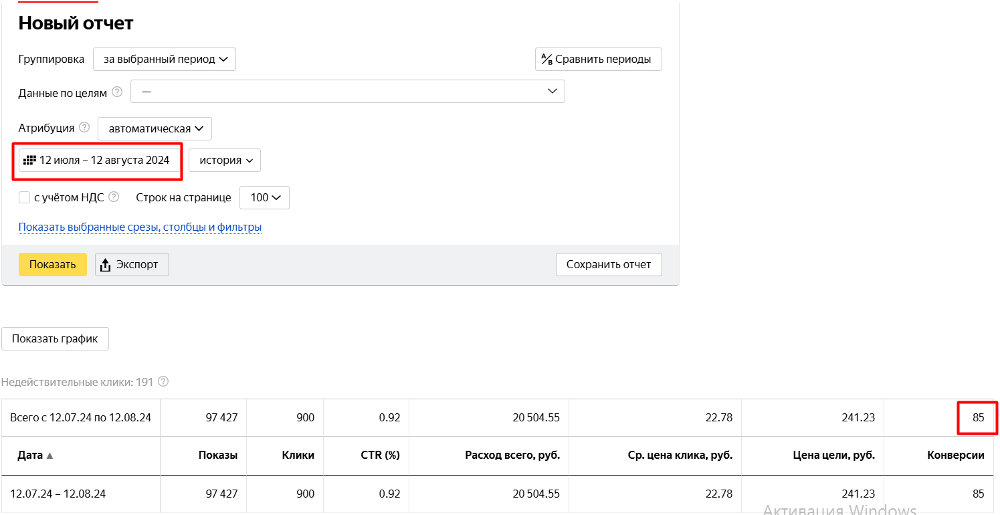 Новый отчет
Группировка за выбранный период A/B Сравнить периоды
Данные по целям ? —
Атрибуция ? автоматическая
12 июля – 12 августа 2024 история
с учётом НДС ? Строк на странице 100
Показать выбранные срезы, столбцы и фильтры
Показать Экспорт Сохранить отчет
Показать график
Недействительные клики: 191 ?
Всего с 12.07.24 по 12.08.24 97 427 900 0.92 20 504.55 22.78 241.23 85
Дата ▲ Показы Клики CTR (%) Расход всего, руб. Ср. цена клика, руб. Цена цели, руб. Конверсии
12.07.24 – 12.08.24 97 427 900 0.92 20 504.55 22.78 241.23 85
Активация Windows